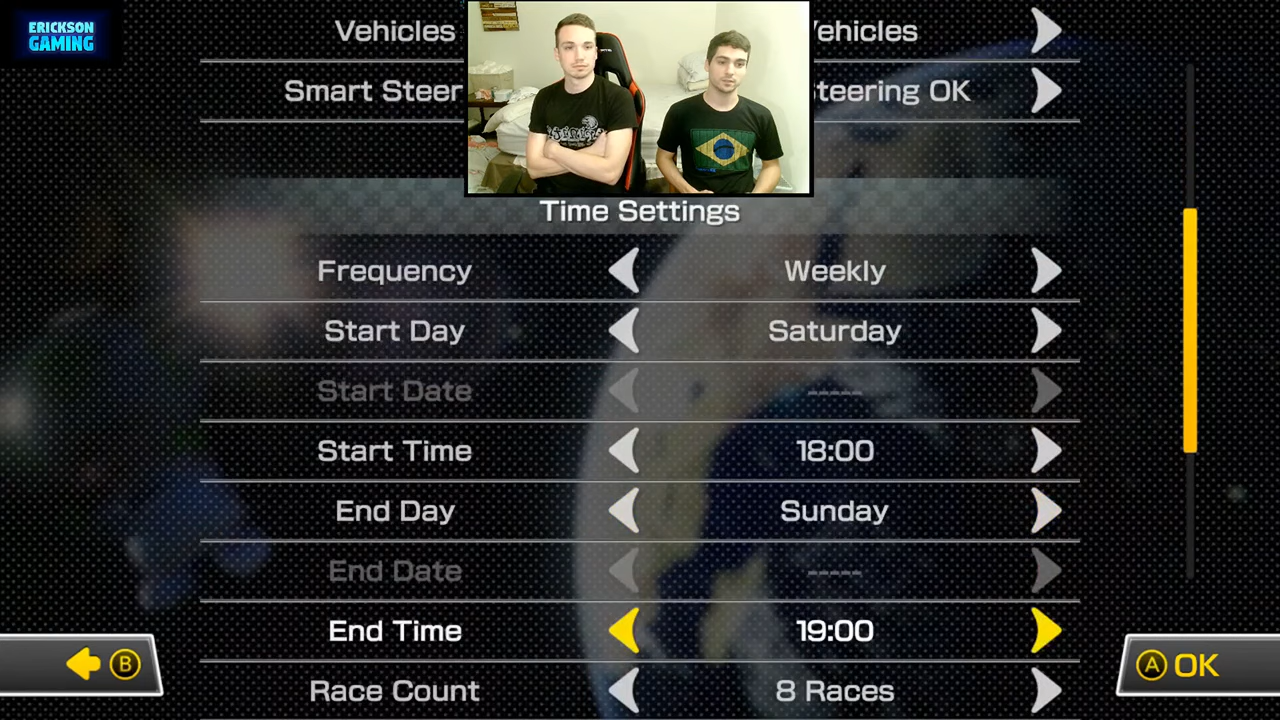 ERICKSON
GAMING
Vehicles ehicles
Smart Steer teering OK
Time Settings
Frequency Weekly
Start Day Saturday
Start Date -----
Start Time 18:00
End Day Sunday
End Date -----
End Time 19:00
B A OK
Race Count 8 Races